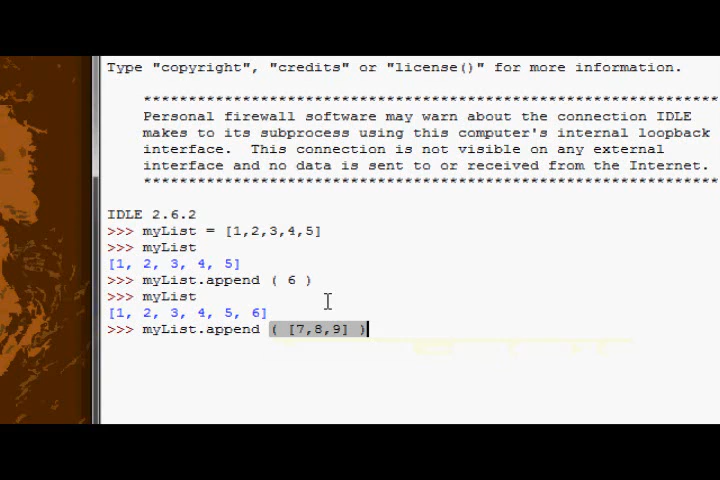 Type "copyright", "credits" or "license()" for more information.
****************************************************************
Personal firewall software may warn about the connection IDLE
makes to its subprocess using this computer's internal loopback
interface.  This connection is not visible on any external
interface and no data is sent to or received from the Internet.
****************************************************************
IDLE 2.6.2
>>> myList = [1,2,3,4,5]
>>> myList
[1, 2, 3, 4, 5]
>>> myList.append ( 6 )
>>> myList
[1, 2, 3, 4, 5, 6]
>>> myList.append ( [7,8,9] )